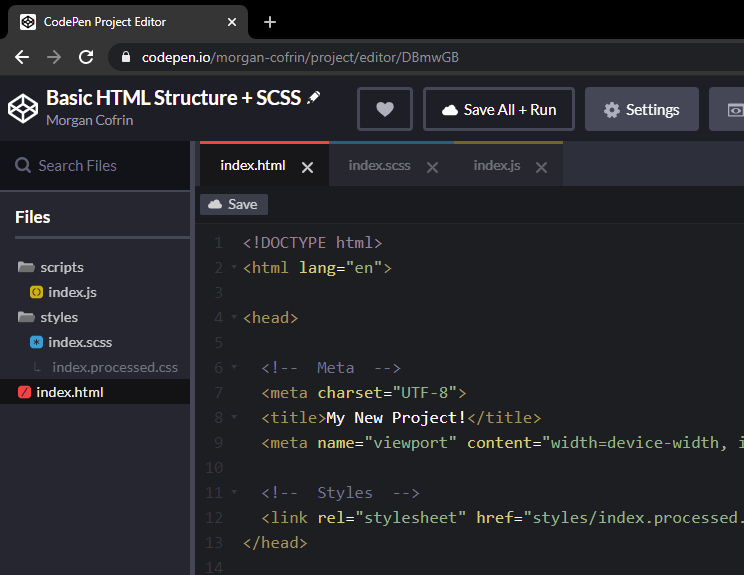 CodePen Project Editor
codepen.io/morgan-cofrin/project/editor/DBmwGB
Basic HTML Structure + SCSS
Morgan Cofrin
Save All + Run
Settings
Search Files
index.html
index.scss
index.js
Files
Save
scripts
index.js
styles
index.scss
index.processed.css
index.html
1 <!DOCTYPE html>
2 <html lang="en">
3
4 <head>
5
6 <!--  Meta  -->
7 <meta charset="UTF-8">
8 <title>My New Project!</title>
9 <meta name="viewport" content="width=device-width, i
10
11 <!--  Styles  -->
12 <link rel="stylesheet" href="styles/index.processed.
13 </head>
14